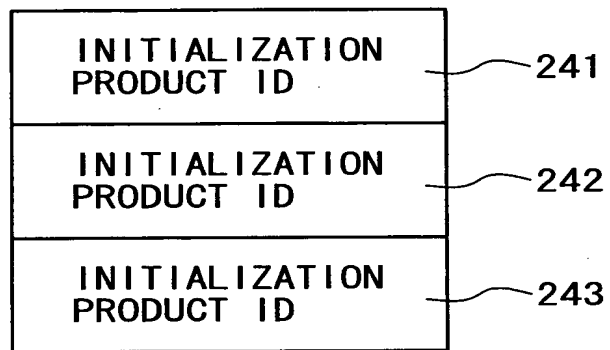 INITIALIZATION
PRODUCT ID
241
INITIALIZATION
PRODUCT ID
242
INITIALIZATION
PRODUCT ID
243